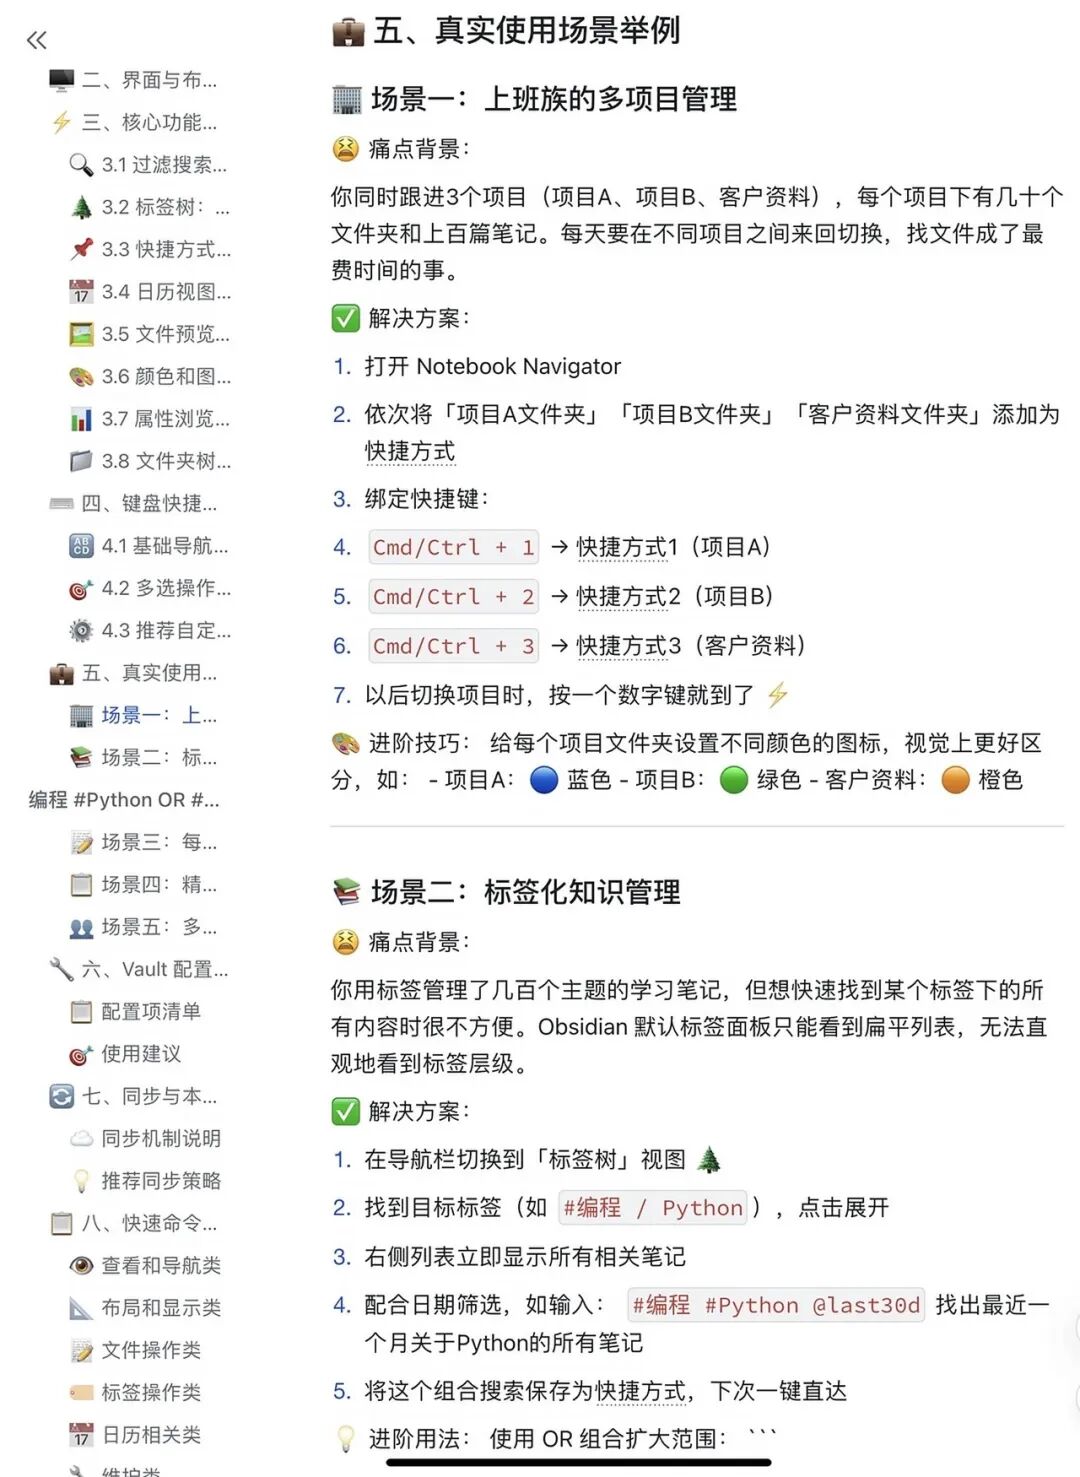 二、界面与布...
三、核心功能...
3.1 过滤搜索...
3.2 标签树：...
3.3 快捷方式...
3.4 日历视图...
3.5 文件预览...
3.6 颜色和图...
3.7 属性浏览...
3.8 文件夹树...
四、键盘快捷...
4.1 基础导航...
4.2 多选操作...
4.3 推荐自定...
五、真实使用...
场景一：上...
场景二：标...
编程 #Python OR #...
场景三：每...
场景四：精...
场景五：多...
六、Vault 配置...
配置项清单
使用建议
七、同步与本...
同步机制说明
推荐同步策略
八、快速命令...
查看和导航类
布局和显示类
文件操作类
标签操作类
日历相关类
维护类
五、真实使用场景举例
场景一：上班族的多项目管理
痛点背景：
你同时跟进3个项目（项目A、项目B、客户资料），每个项目下有几十个
文件夹和上百篇笔记。每天要在不同项目之间来回切换，找文件成了最
费时间的事。
解决方案：
1. 打开 Notebook Navigator
2. 依次将「项目A文件夹」「项目B文件夹」「客户资料文件夹」添加为
快捷方式
3. 绑定快捷键：
4. Cmd/Ctrl + 1 → 快捷方式1（项目A）
5. Cmd/Ctrl + 2 → 快捷方式2（项目B）
6. Cmd/Ctrl + 3 → 快捷方式3（客户资料）
7. 以后切换项目时，按一个数字键就到了 ⚡
进阶技巧： 给每个项目文件夹设置不同颜色的图标，视觉上更好区
分，如： - 项目A：🔵 蓝色 - 项目B：🟢 绿色 - 客户资料：🟠 橙色
场景二：标签化知识管理
痛点背景：
你用标签管理了几百个主题的学习笔记，但想快速找到某个标签下的所
有内容时很不方便。Obsidian 默认标签面板只能看到扁平列表，无法直
观地看到标签层级。
解决方案：
1. 在导航栏切换到「标签树」视图 🌲
2. 找到目标标签（如 #编程 / Python ），点击展开
3. 右侧列表立即显示所有相关笔记
4. 配合日期筛选，如输入： #编程 #Python @last30d 找出最近一
个月关于Python的所有笔记
5. 将这个组合搜索保存为快捷方式，下次一键直达
进阶用法： 使用 OR 组合扩大范围： ```